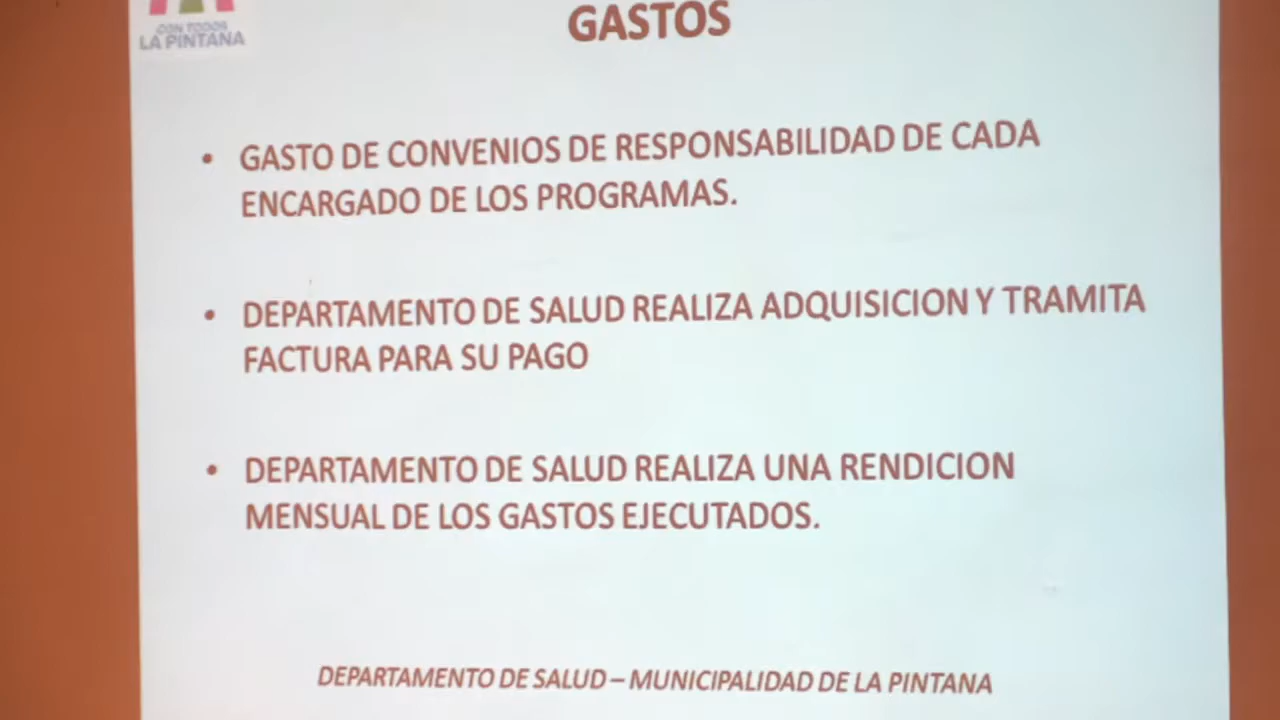 CON TODOS
LA PINTANA
GASTOS
• GASTO DE CONVENIOS DE RESPONSABILIDAD DE CADA
ENCARGADO DE LOS PROGRAMAS.
• DEPARTAMENTO DE SALUD REALIZA ADQUISICION Y TRAMITA
FACTURA PARA SU PAGO
• DEPARTAMENTO DE SALUD REALIZA UNA RENDICION
MENSUAL DE LOS GASTOS EJECUTADOS.
DEPARTAMENTO DE SALUD – MUNICIPALIDAD DE LA PINTANA